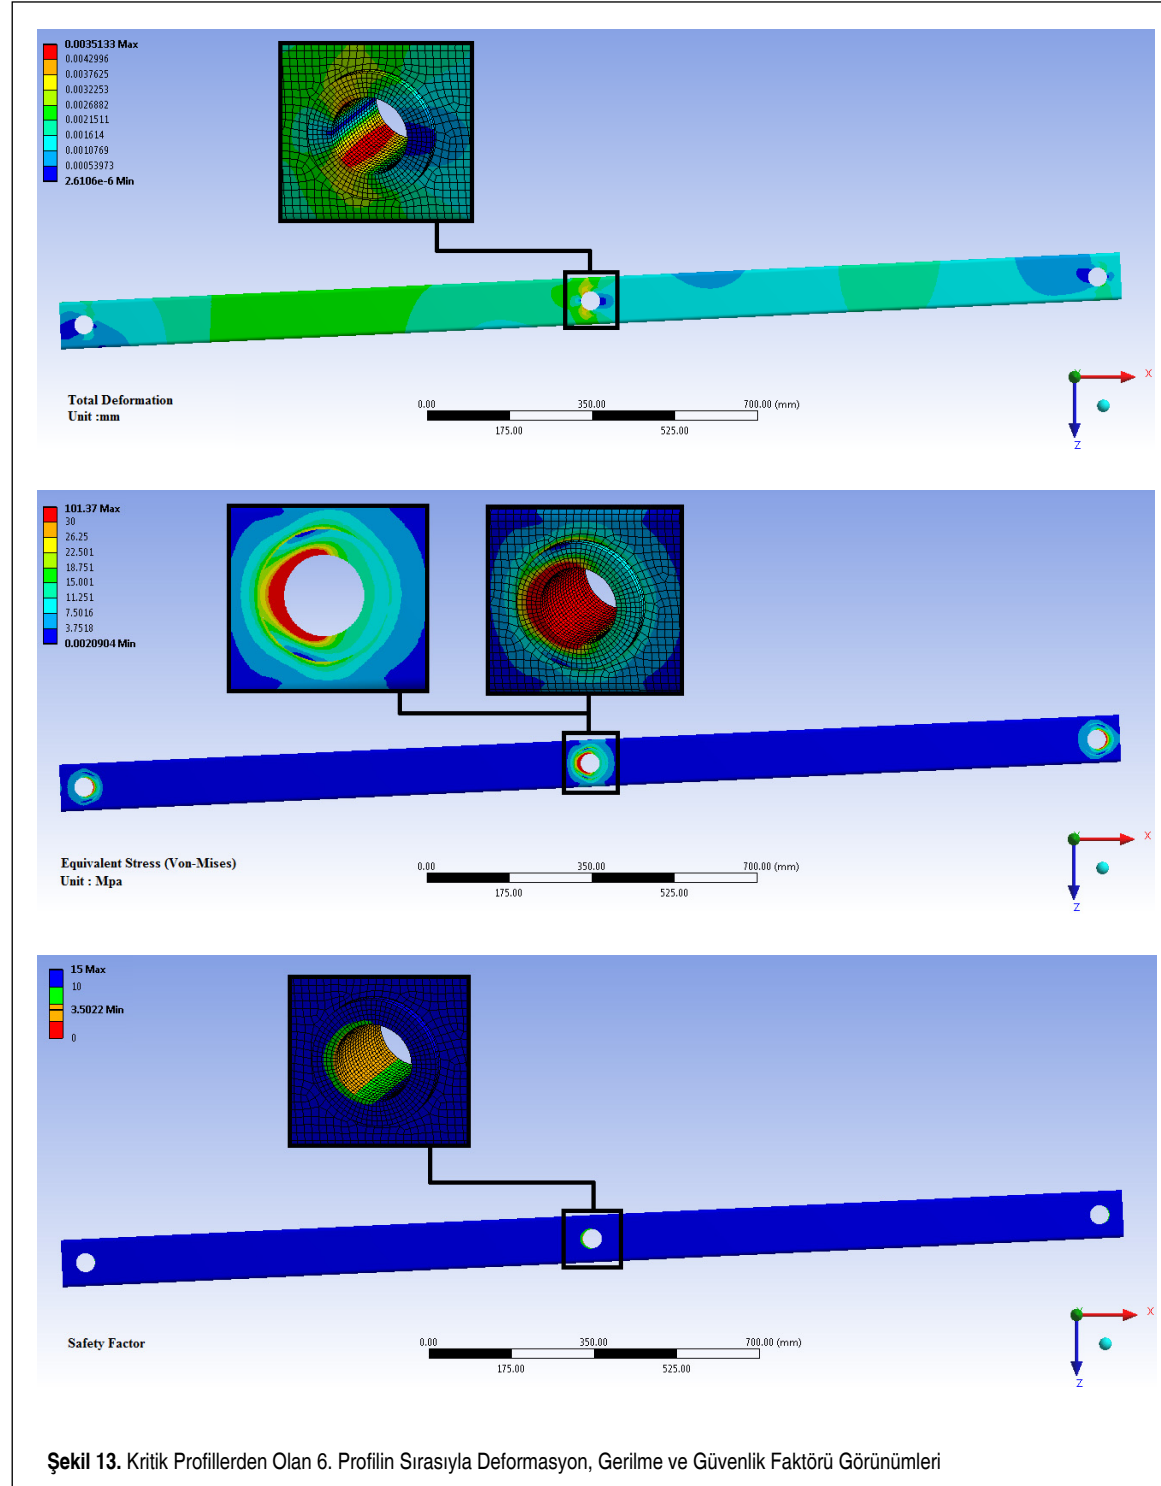 0.0035133 Max
0.0042996
0.0037625
0.0032253
0.0026882
0.0021511
0.001614
0.0010769
0.00053973
2.6106e-6 Min
Total Deformation
Unit :mm
0.00
350.00
700.00 (mm)
175.00
525.00
X
Z
101.37 Max
30
26.25
22.501
18.751
15.001
11.251
7.5016
3.7518
0.0020904 Min
Equivalent Stress (Von-Mises)
Unit : Mpa
0.00
350.00
700.00 (mm)
175.00
525.00
X
Z
15 Max
10
3.5022 Min
0
Safety Factor
0.00
350.00
700.00 (mm)
175.00
525.00
X
Z
Şekil 13. Kritik Profillerden Olan 6. Profilin Sırasıyla Deformasyon, Gerilme ve Güvenlik Faktörü Görünümleri